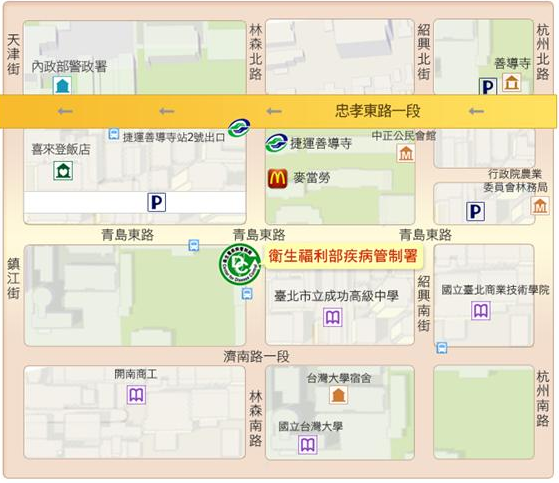 天津街
林森北路
紹興北街
杭州北路
內政部警政署
善導寺
P
忠孝東路一段
捷運善導寺站2號出口
捷運善導寺
中正公民會館
喜來登飯店
麥當勞
行政院農業
委員會林務局
P
P
青島東路
青島東路
青島東路
衛生福利部疾病管制署
鎮江街
臺北市立成功高級中學
紹興南街
國立臺北商業技術學院
濟南路一段
開南商工
林森南路
台灣大學宿舍
國立台灣大學
杭州南路